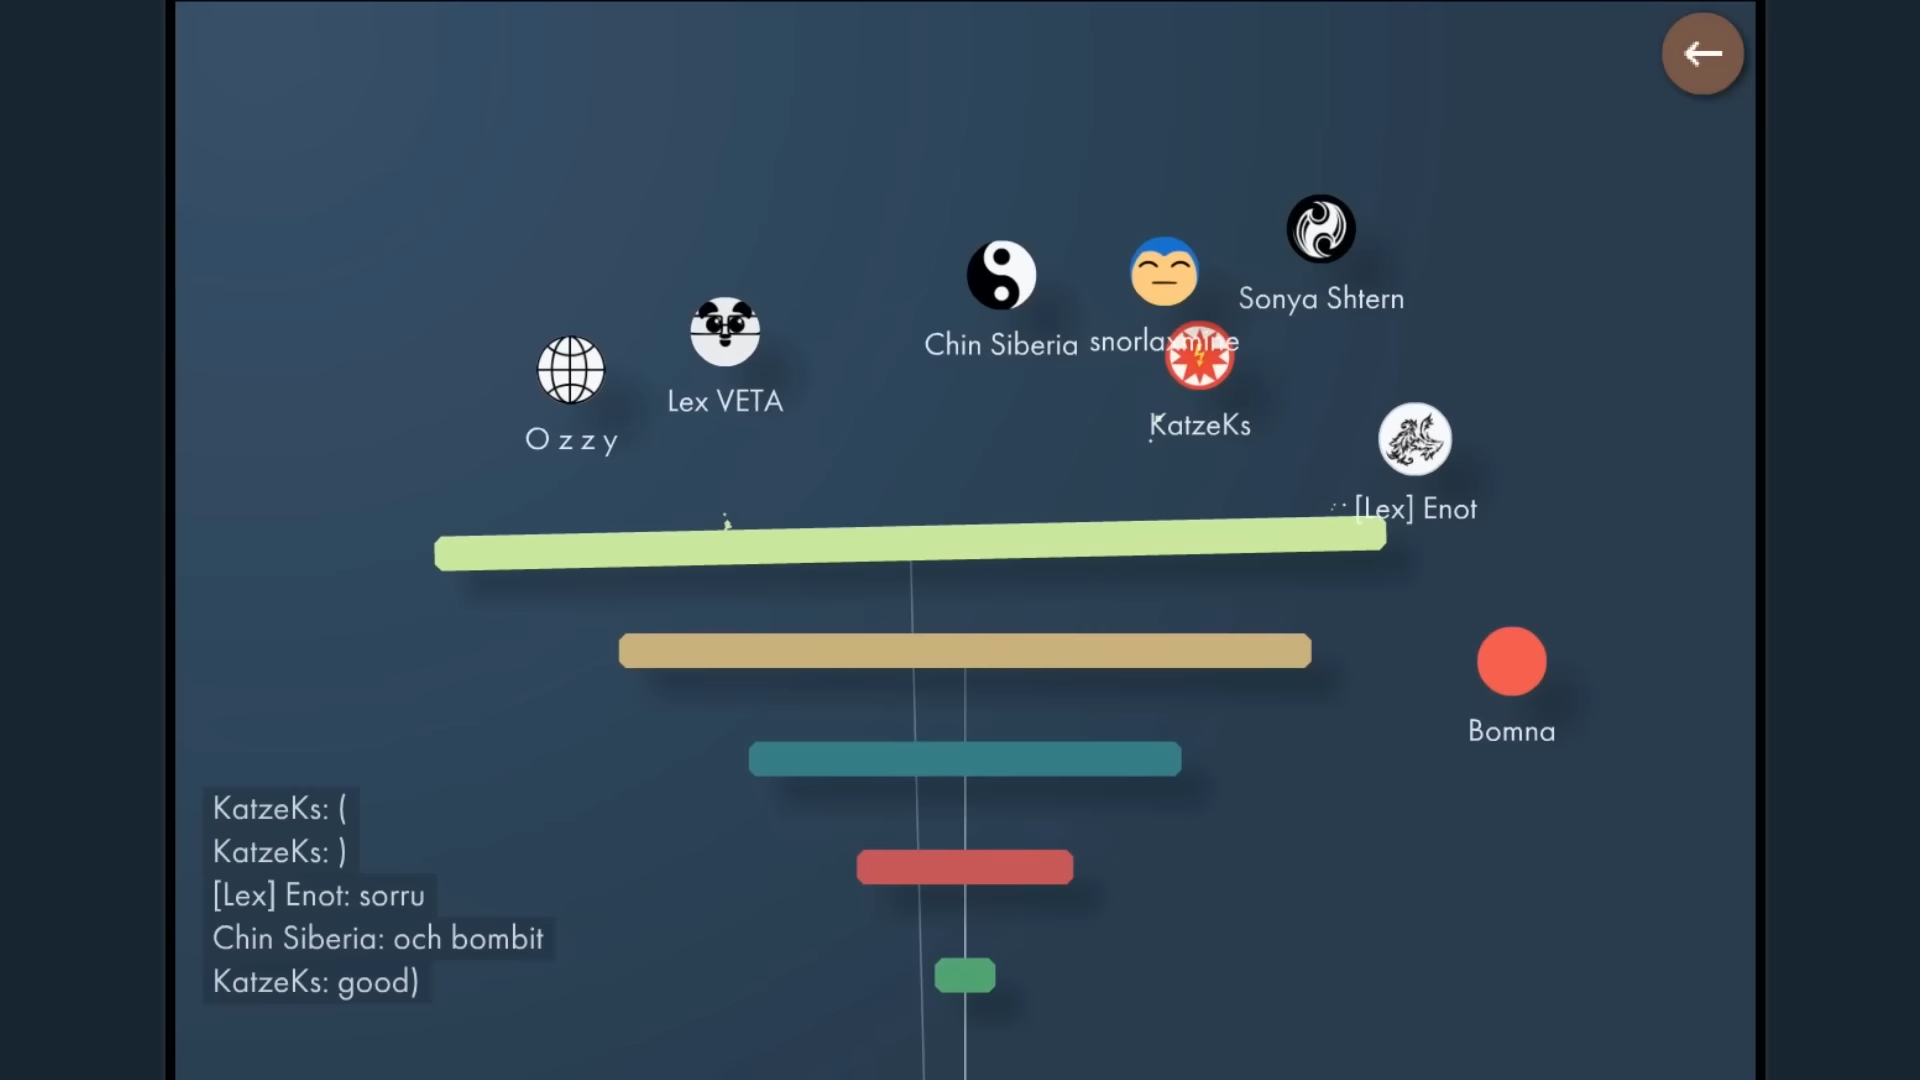 Sonya Shtern
Chin Siberia
snorlaxmine
Lex VETA
KatzeKs
O z z y
[Lex] Enot
Bomna
KatzeKs: (
KatzeKs: )
[Lex] Enot: sorru
Chin Siberia: och bombit
KatzeKs: good)